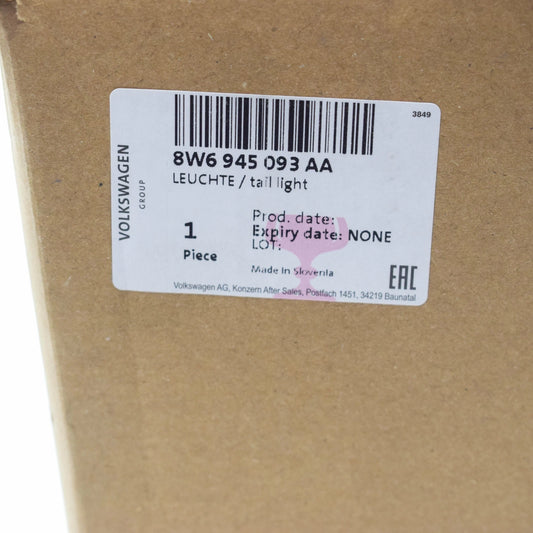 3849
VOLKSWAGEN
GROUP
8W6 945 093 AA
LEUCHTE / tail light
1
Piece
Prod. date:
Expiry date: NONE
LOT:
Made In Slovenia
EAC
Volkswagen AG, Konzern After Sales, Postfach 1451, 34219 Baunatal